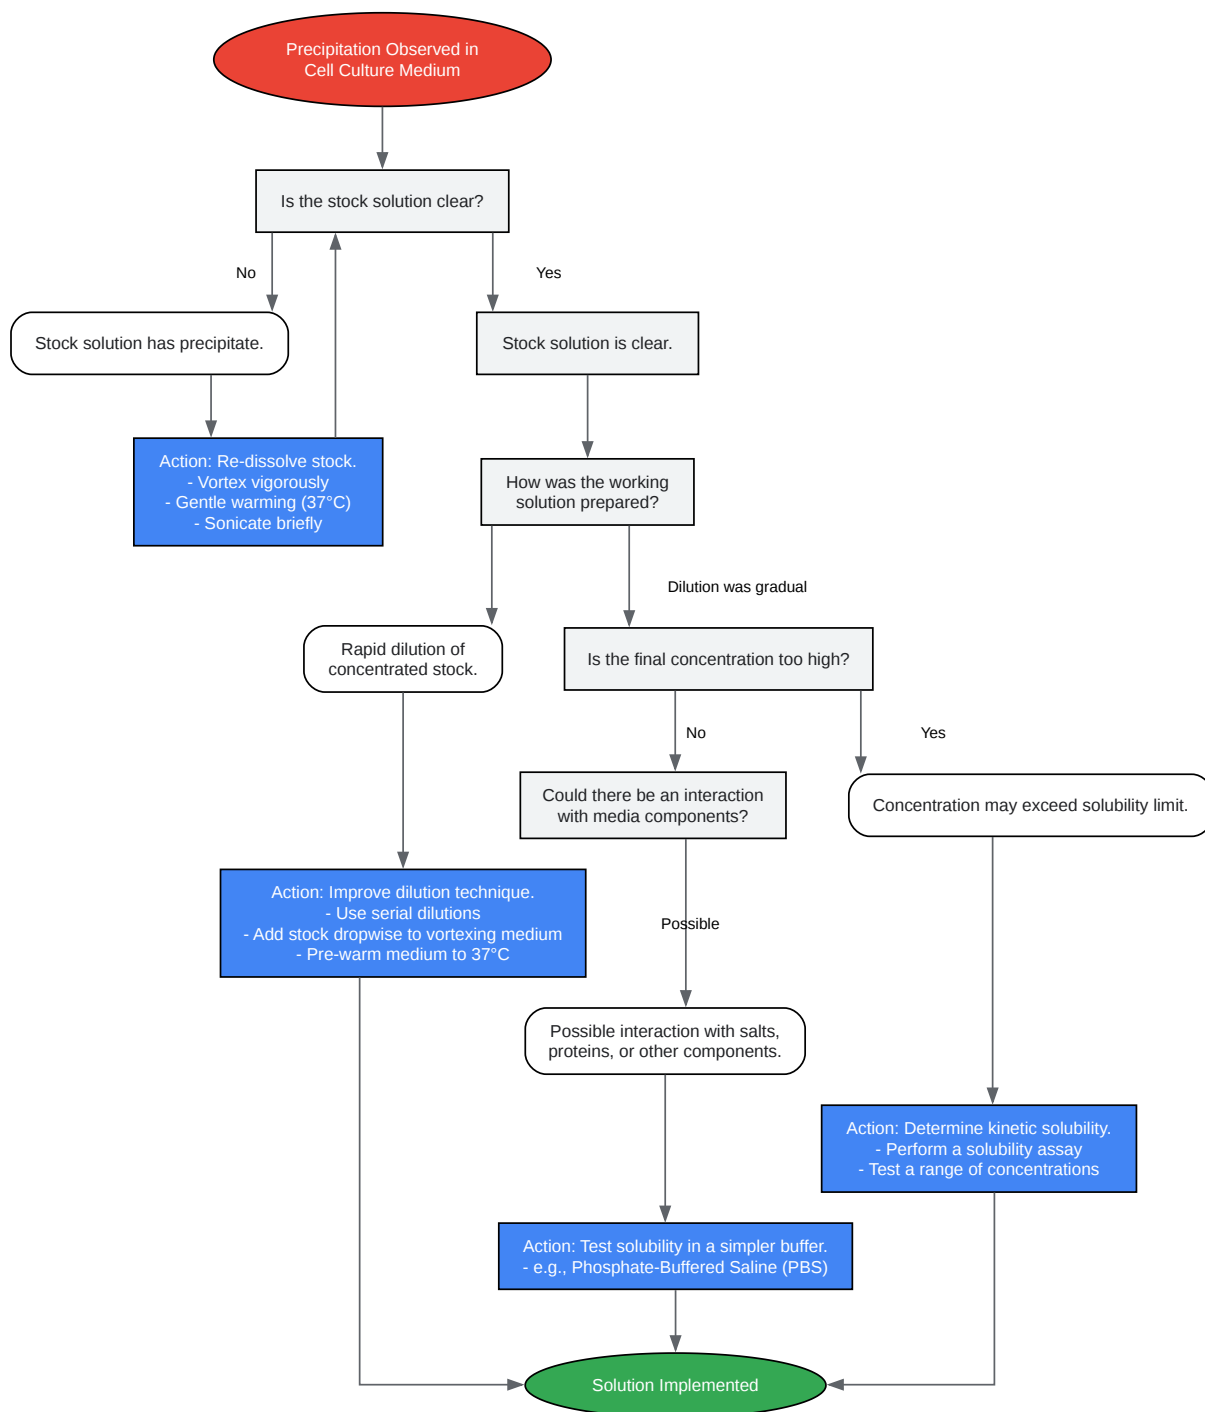 Precipitation Observed in
Cell Culture Medium
Is the stock solution clear?
No
Yes
Stock solution has precipitate.
Stock solution is clear.
Action: Re-dissolve stock.
- Vortex vigorously
- Gentle warming (37°C)
- Sonicate briefly
How was the working
solution prepared?
Dilution was gradual
Rapid dilution of
concentrated stock.
Is the final concentration too high?
No
Yes
Could there be an interaction
with media components?
Concentration may exceed solubility limit.
Action: Improve dilution technique.
- Use serial dilutions
- Add stock dropwise to vortexing medium
- Pre-warm medium to 37°C
Possible
Possible interaction with salts,
proteins, or other components.
Action: Determine kinetic solubility.
- Perform a solubility assay
- Test a range of concentrations
Action: Test solubility in a simpler buffer.
- e.g., Phosphate-Buffered Saline (PBS)
Solution Implemented